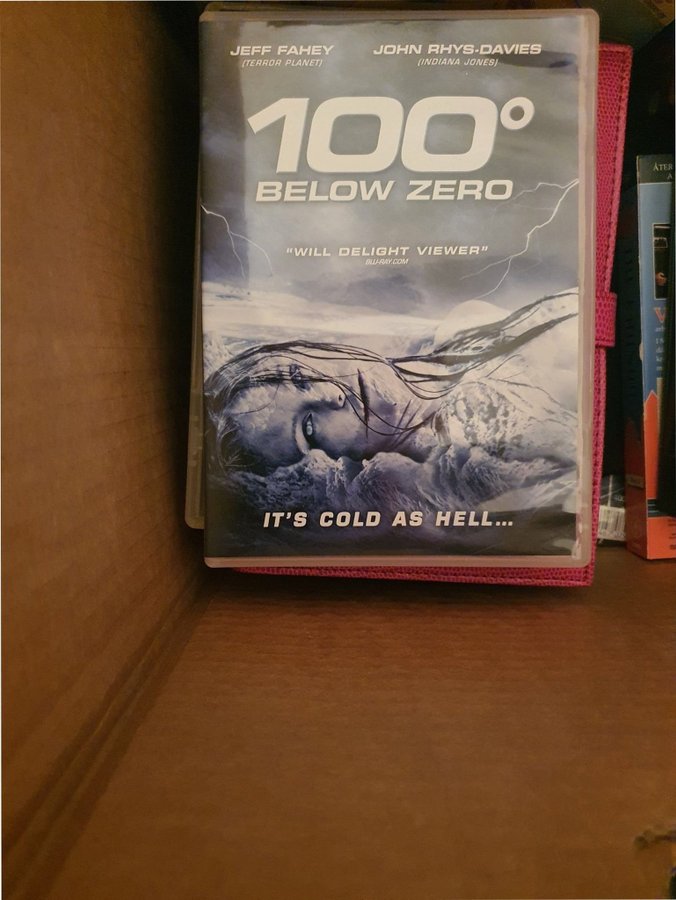 JEFF FAHEY JOHN RHYS-DAVIES
(TERROR PLANET) (INDIANA JONES)
100°
BELOW ZERO
"WILL DELIGHT VIEWER"
BLU-RAY.COM
IT'S COLD AS HELL...
ÅTER